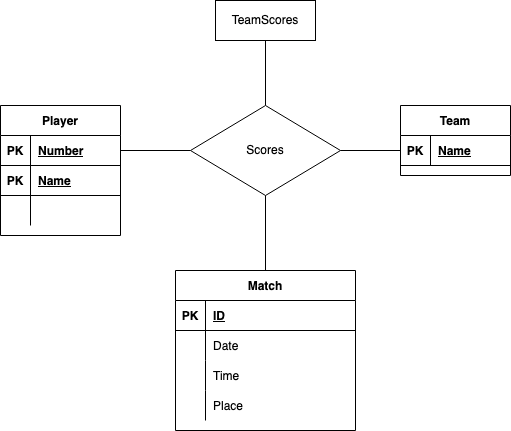 TeamScores
Player
PK Number
PK Name
Scores
Team
PK Name
Match
PK ID
Date
Time
Place